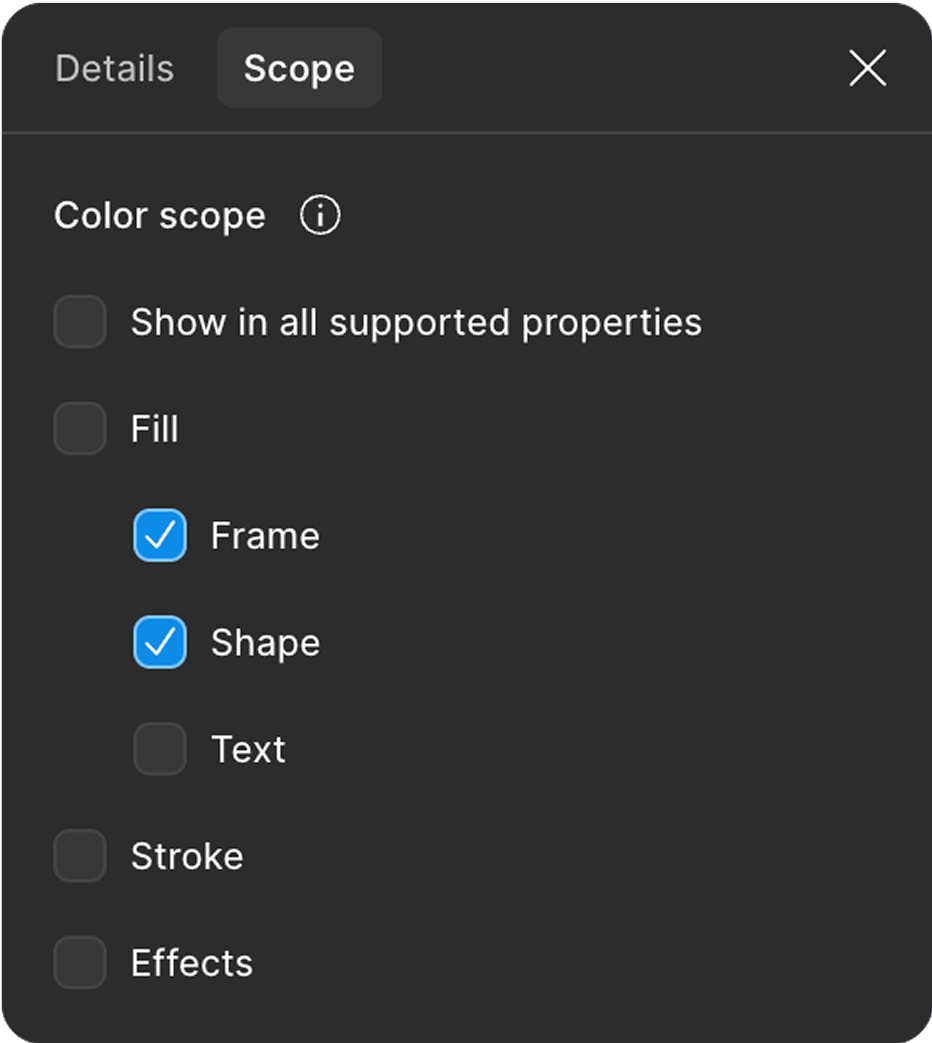 Details Scope
Color scope
Show in all supported properties
Fill
Frame
Shape
Text
Stroke
Effects